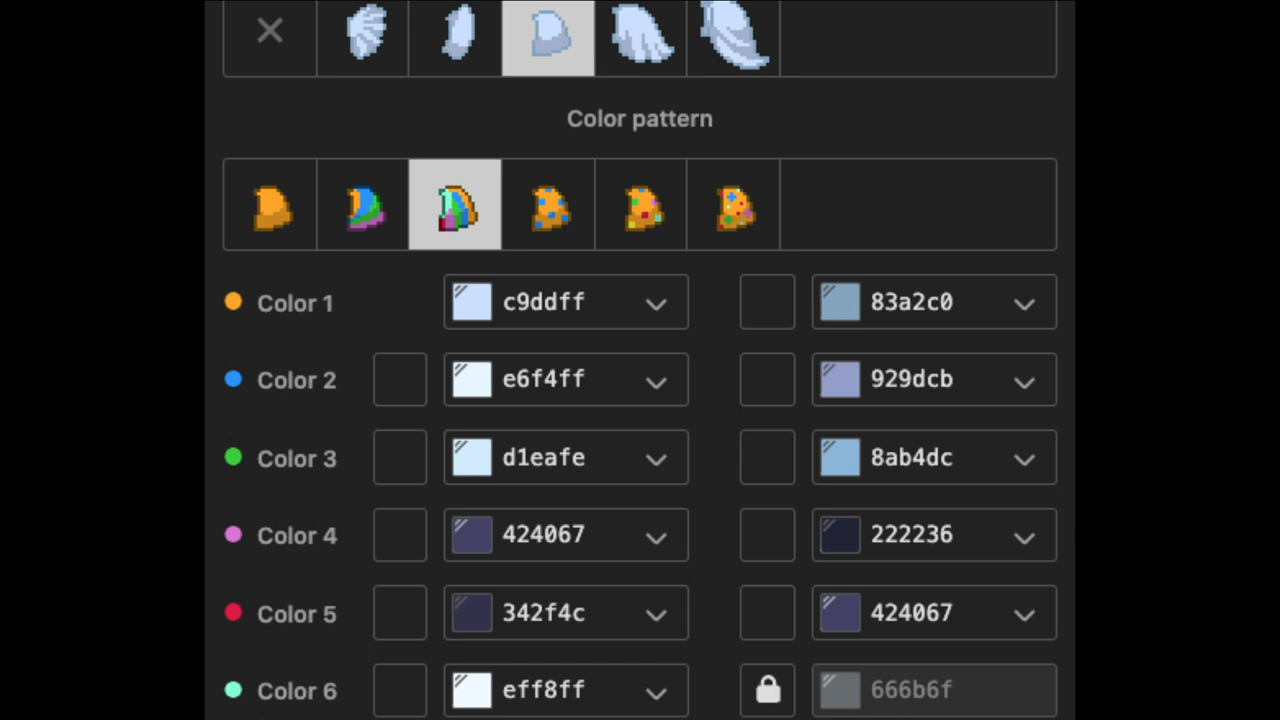 Color pattern
Color 1 c9ddff 83a2c0
Color 2 e6f4ff 929dcb
Color 3 d1eafe 8ab4dc
Color 4 424067 222236
Color 5 342f4c 424067
Color 6 eff8ff 666b6f